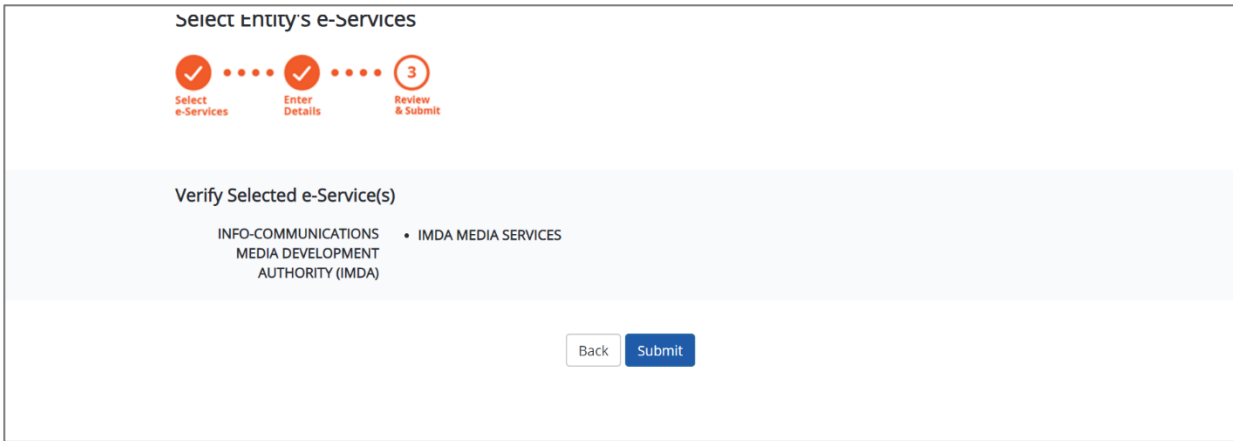 Select Entity's e-Services
3
Select
e-Services
Enter
Details
Review
& Submit
Verify Selected e-Service(s)
INFO-COMMUNICATIONS
MEDIA DEVELOPMENT
AUTHORITY (IMDA)
• IMDA MEDIA SERVICES
Back
Submit